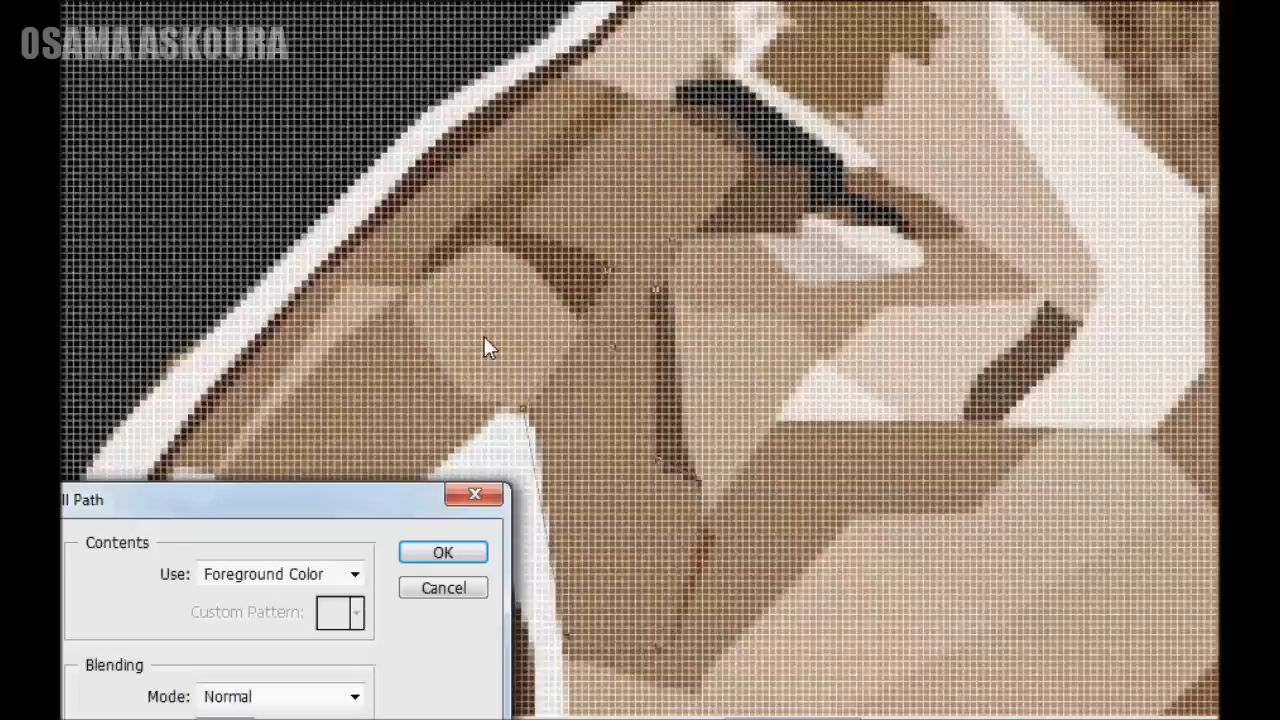 OSAMA ASKOURA
ll Path
Contents
OK
Use: Foreground Color
Cancel
Custom Pattern:
Blending
Mode: Normal